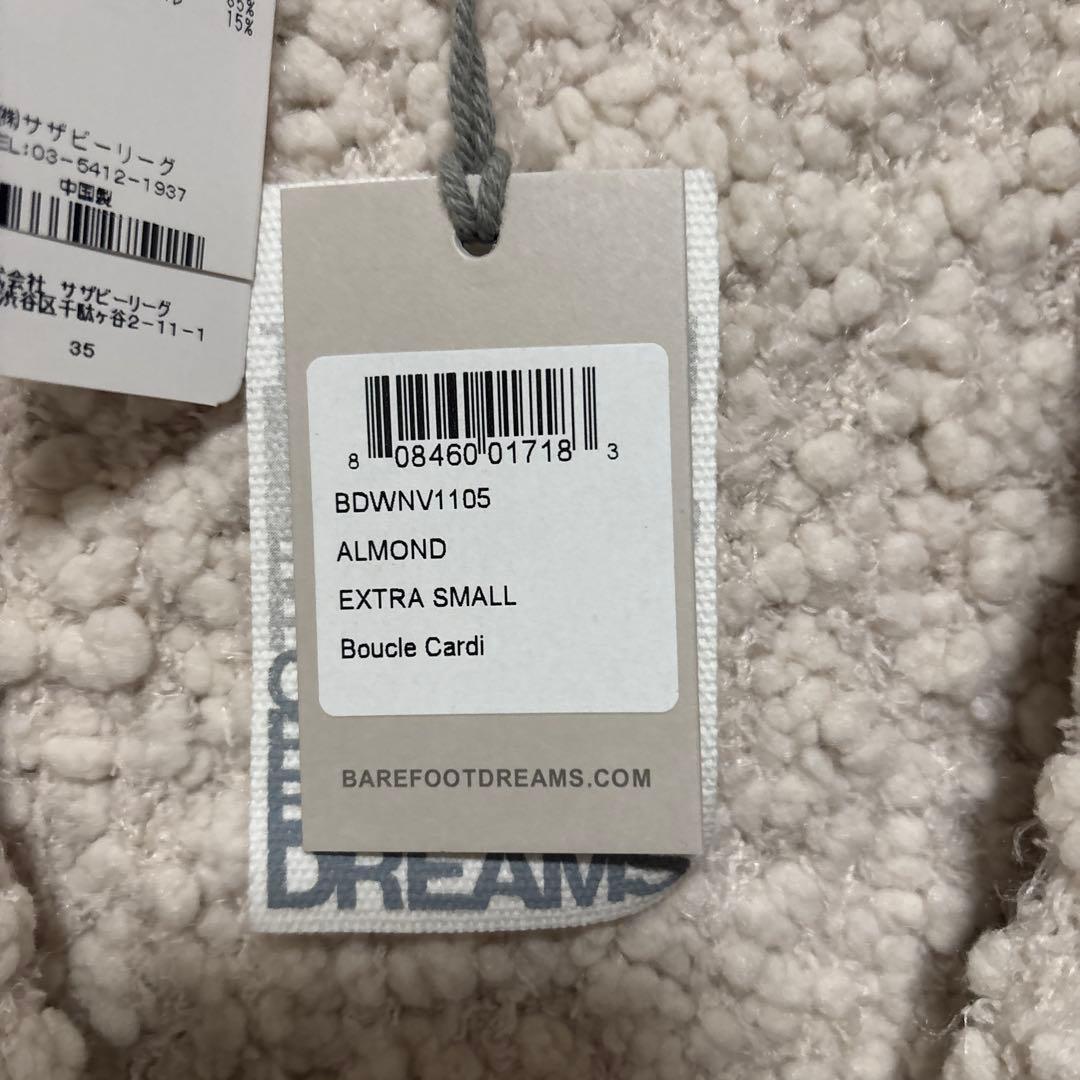 15%
㈱サザビーリーグ
EL:03-5412-1937
中国製
会社 サザビーリーグ
渋谷区千駄ヶ谷2-11-1
35
8 08460 01718 3
BDWNV1105
ALMOND
EXTRA SMALL
Boucle Cardi
BAREFOOTDREAMS.COM
DREAMS